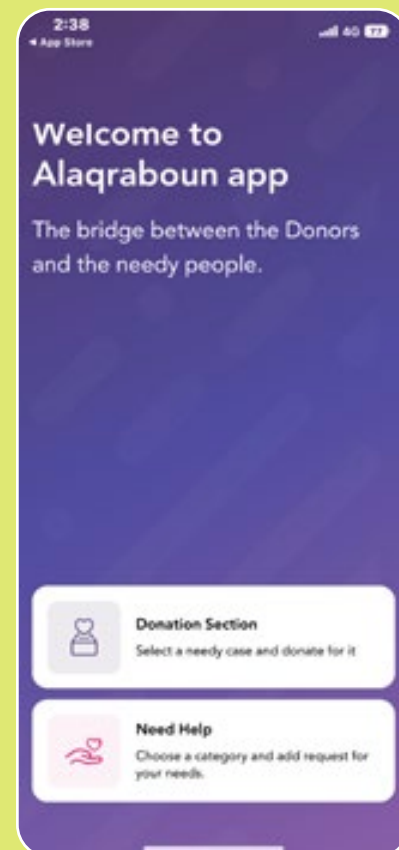 2:38
4G 77
◂ App Store
Welcome to
Alaqraboun app
The bridge between the Donors
and the needy people.
Donation Section
Select a needy case and donate for it
Need Help
Choose a category and add request for
your needs.